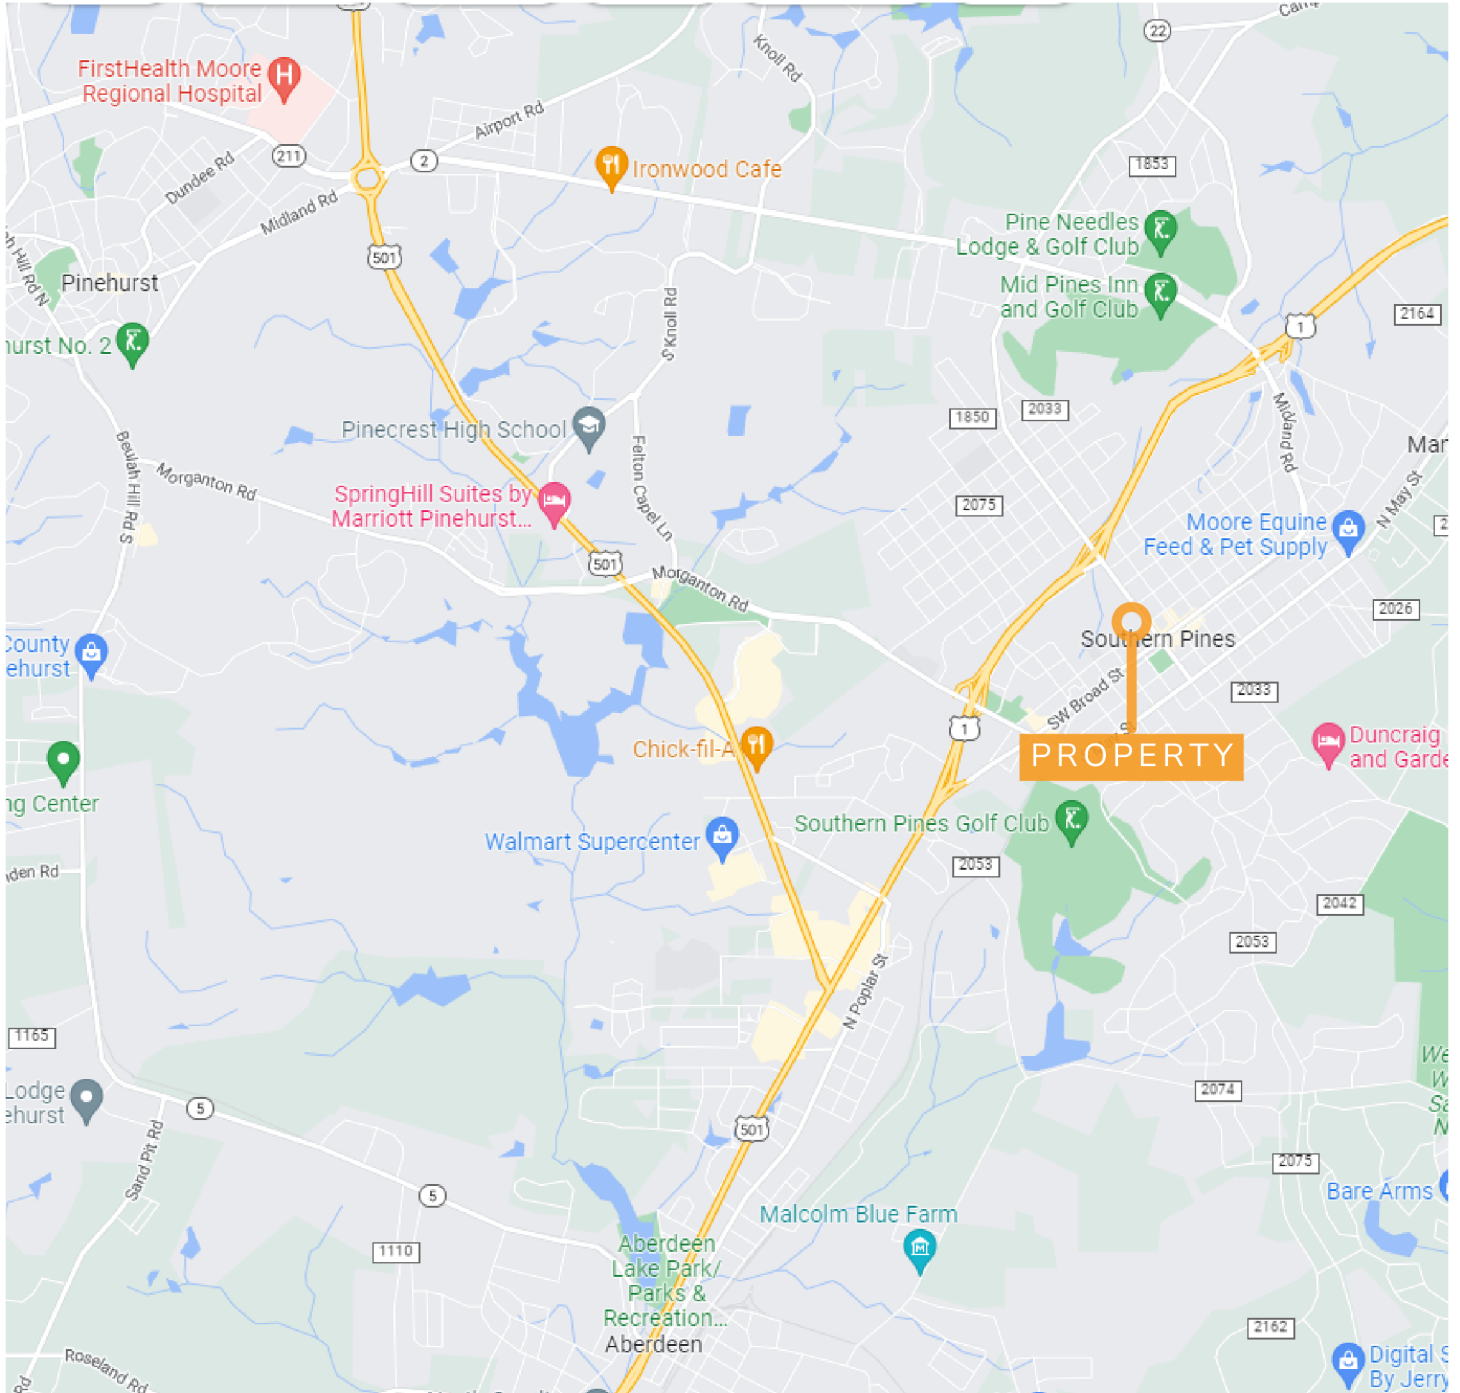 22
Knoll Rd
FirstHealth Moore
Regional Hospital
Airport Rd
211
2
Dundee Rd
Ironwood Cafe
1853
Midland Rd
Pine Needles
Lodge & Golf Club
501
Pinehurst
Mid Pines Inn
and Golf Club
1
2164
S Knoll Rd
hurst No. 2
1850
2033
Midland Rd
Pinecrest High School
Beulah Hill Rd S
Morganton Rd
Felton Capel Ln
SpringHill Suites by
Marriott Pinehurst...
2075
N May St
Moore Equine
Feed & Pet Supply
501
Morganton Rd
2026
Southern Pines
County
ehurst
SW Broad St
2033
1
Chick-fil-A
PROPERTY
Duncraig
and Garde
ng Center
Southern Pines Golf Club
Walmart Supercenter
2053
2042
2053
N Poplar St
1165
2074
Lodge
ehurst
5
501
Sand Pit Rd
2075
5
Bare Arms
Malcolm Blue Farm
1110
Aberdeen
Lake Park/
Parks &
Recreation...
Aberdeen
2162
Roseland Rd
Digital S
By Jerry